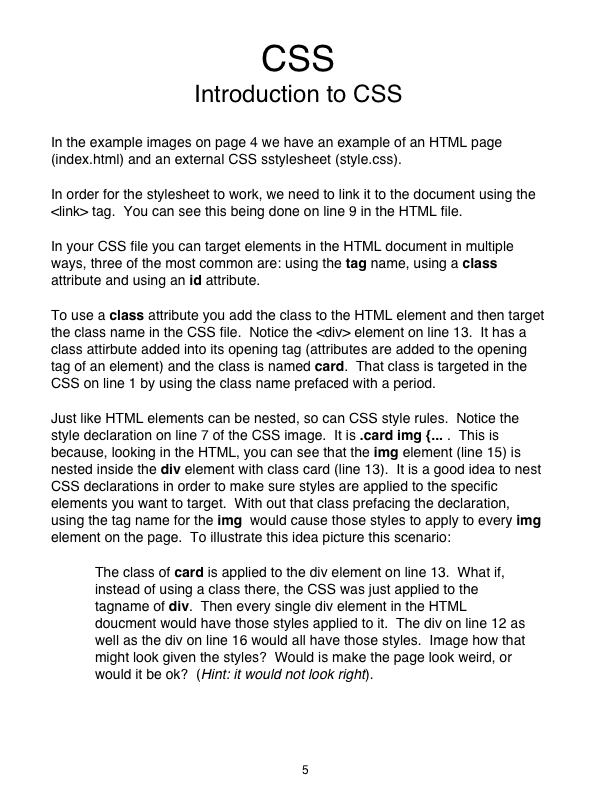 CSS
Introduction to CSS
In the example images on page 4 we have an example of an HTML page
(index.html) and an external CSS sstylesheet (style.css).
In order for the stylesheet to work, we need to link it to the document using the
<link> tag.  You can see this being done on line 9 in the HTML file.
In your CSS file you can target elements in the HTML document in multiple
ways, three of the most common are: using the tag name, using a class
attribute and using an id attribute.
To use a class attribute you add the class to the HTML element and then target
the class name in the CSS file.  Notice the <div> element on line 13.  It has a
class attirbute added into its opening tag (attributes are added to the opening
tag of an element) and the class is named card.  That class is targeted in the
CSS on line 1 by using the class name prefaced with a period.
Just like HTML elements can be nested, so can CSS style rules.  Notice the
style declaration on line 7 of the CSS image.  It is .card img {... .  This is
because, looking in the HTML, you can see that the img element (line 15) is
nested inside the div element with class card (line 13).  It is a good idea to nest
CSS declarations in order to make sure styles are applied to the specific
elements you want to target.  With out that class prefacing the declaration,
using the tag name for the img  would cause those styles to apply to every img
element on the page.  To illustrate this idea picture this scenario:
The class of card is applied to the div element on line 13.  What if,
instead of using a class there, the CSS was just applied to the
tagname of div.  Then every single div element in the HTML
doucment would have those styles applied to it.  The div on line 12 as
well as the div on line 16 would all have those styles.  Image how that
might look given the styles?  Would is make the page look weird, or
would it be ok?  (Hint: it would not look right).
5